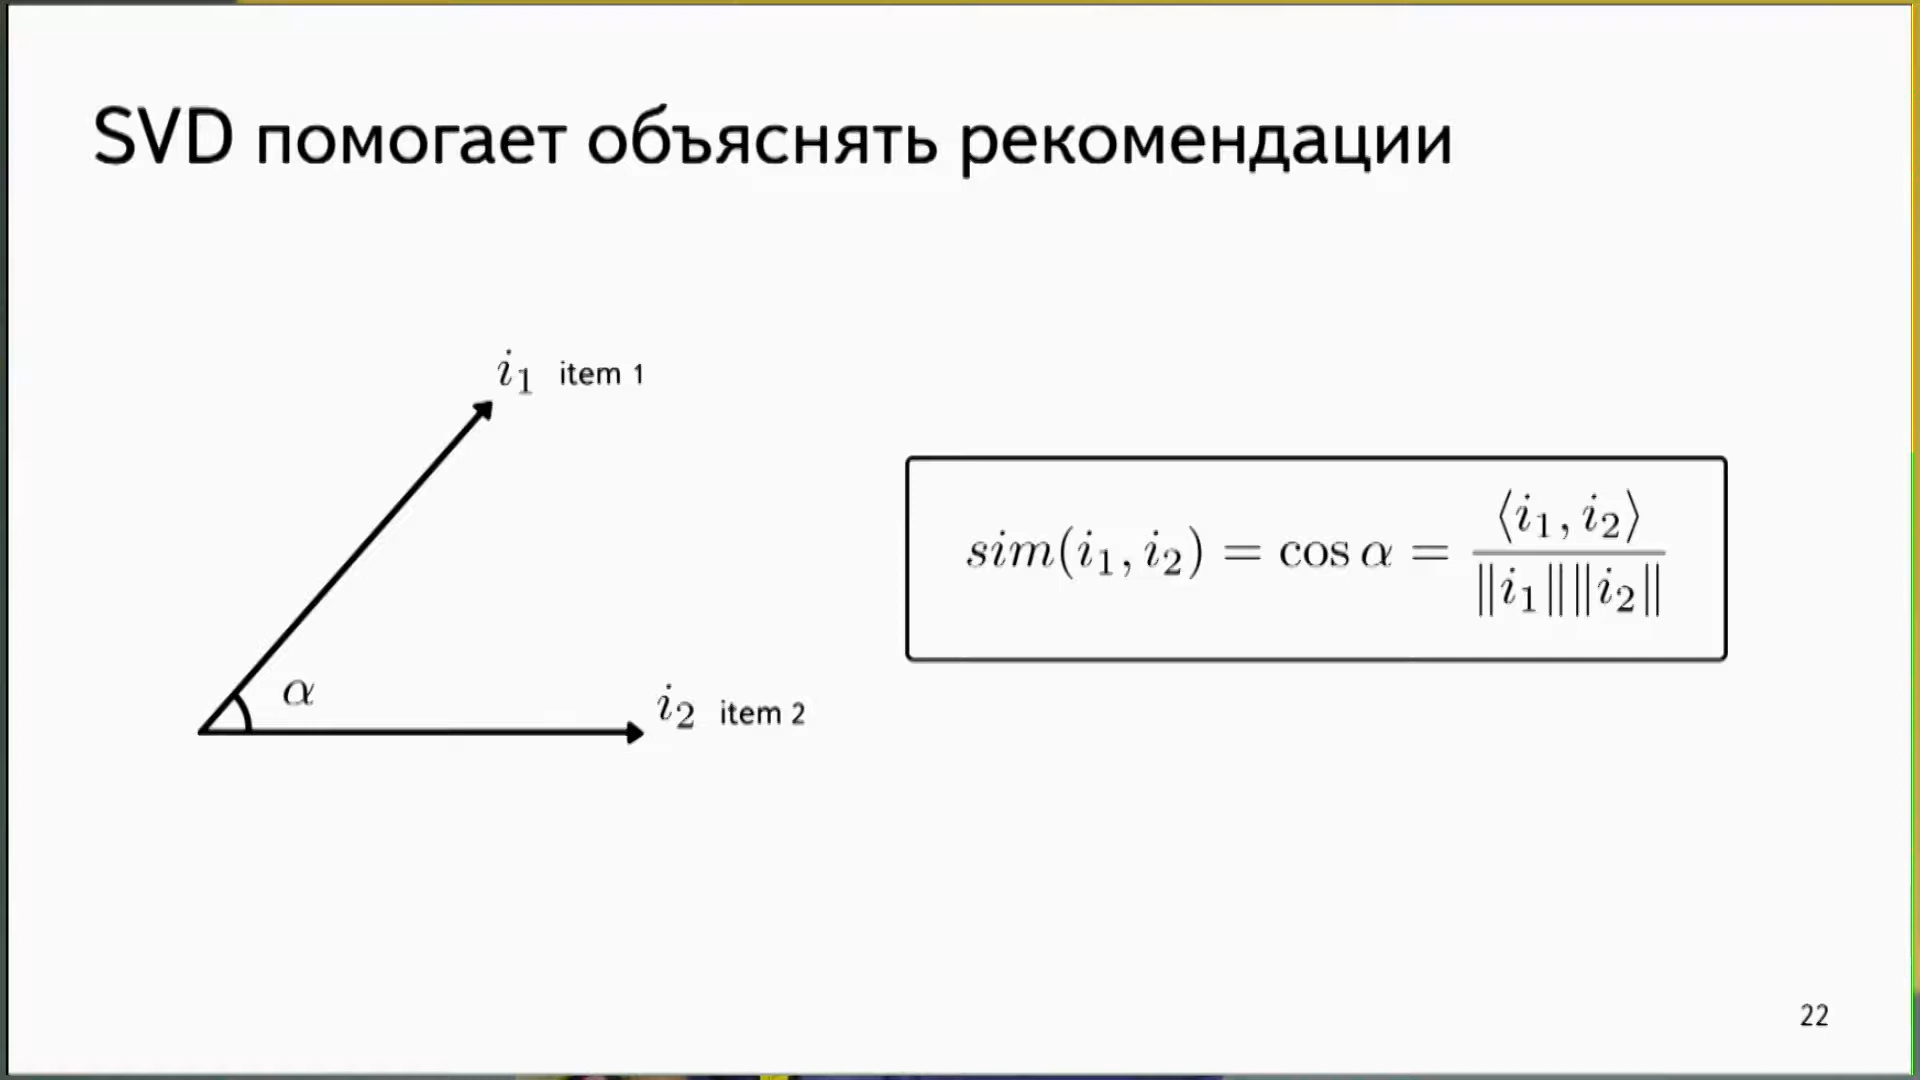 SVD помогает объяснять рекомендации
i₁ item 1
α
i₂ item 2
sim(i₁, i₂) = cos α = ⟨i₁, i₂⟩ / ‖i₁‖‖i₂‖
22